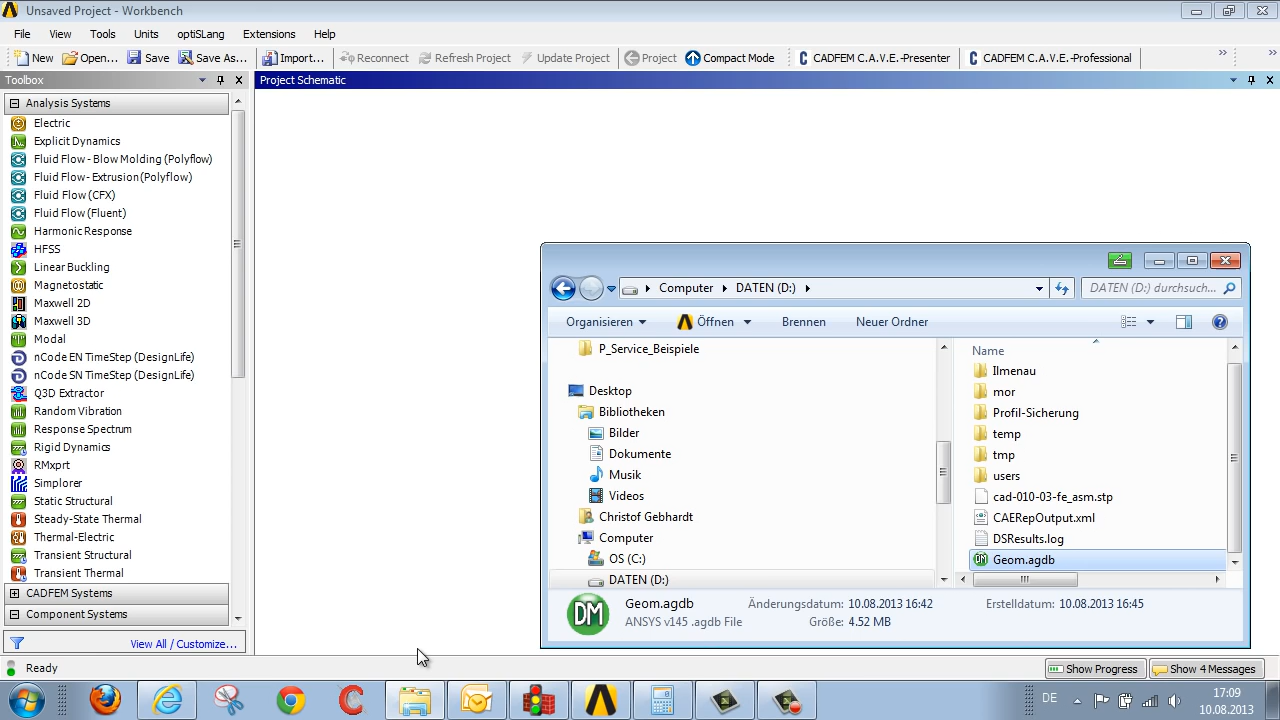 Unsaved Project - Workbench
File View Tools Units optiSLang Extensions Help
New Open... Save Save As... Import... Reconnect Refresh Project Update Project Project Compact Mode CADFEM C.A.V.E.-Presenter CADFEM C.A.V.E.-Professional
Toolbox
Project Schematic
Analysis Systems
Electric
Explicit Dynamics
Fluid Flow - Blow Molding (Polyflow)
Fluid Flow - Extrusion (Polyflow)
Fluid Flow (CFX)
Fluid Flow (Fluent)
Harmonic Response
HFSS
Linear Buckling
Magnetostatic
Maxwell 2D
Maxwell 3D
Modal
nCode EN TimeStep (DesignLife)
nCode SN TimeStep (DesignLife)
Q3D Extractor
Random Vibration
Response Spectrum
Rigid Dynamics
RMxprt
Simplorer
Static Structural
Steady-State Thermal
Thermal-Electric
Transient Structural
Transient Thermal
CADFEM Systems
Component Systems
View All / Customize...
Computer DATEN (D:)
DATEN (D:) durchsuch...
Organisieren Öffnen Brennen Neuer Ordner
P_Service_Beispiele
Desktop
Bibliotheken
Bilder
Dokumente
Musik
Videos
Christof Gebhardt
Computer
OS (C:)
DATEN (D:)
Name
Ilmenau
mor
Profil-Sicherung
temp
tmp
users
cad-010-03-fe_asm.stp
CAERepOutput.xml
DSResults.log
DM Geom.agdb
DM
Geom.agdb Änderungsdatum: 10.08.2013 16:42 Erstelldatum: 10.08.2013 16:45
ANSYS v145 .agdb File Größe: 4.52 MB
Ready
Show Progress Show 4 Messages
DE
17:09
10.08.2013